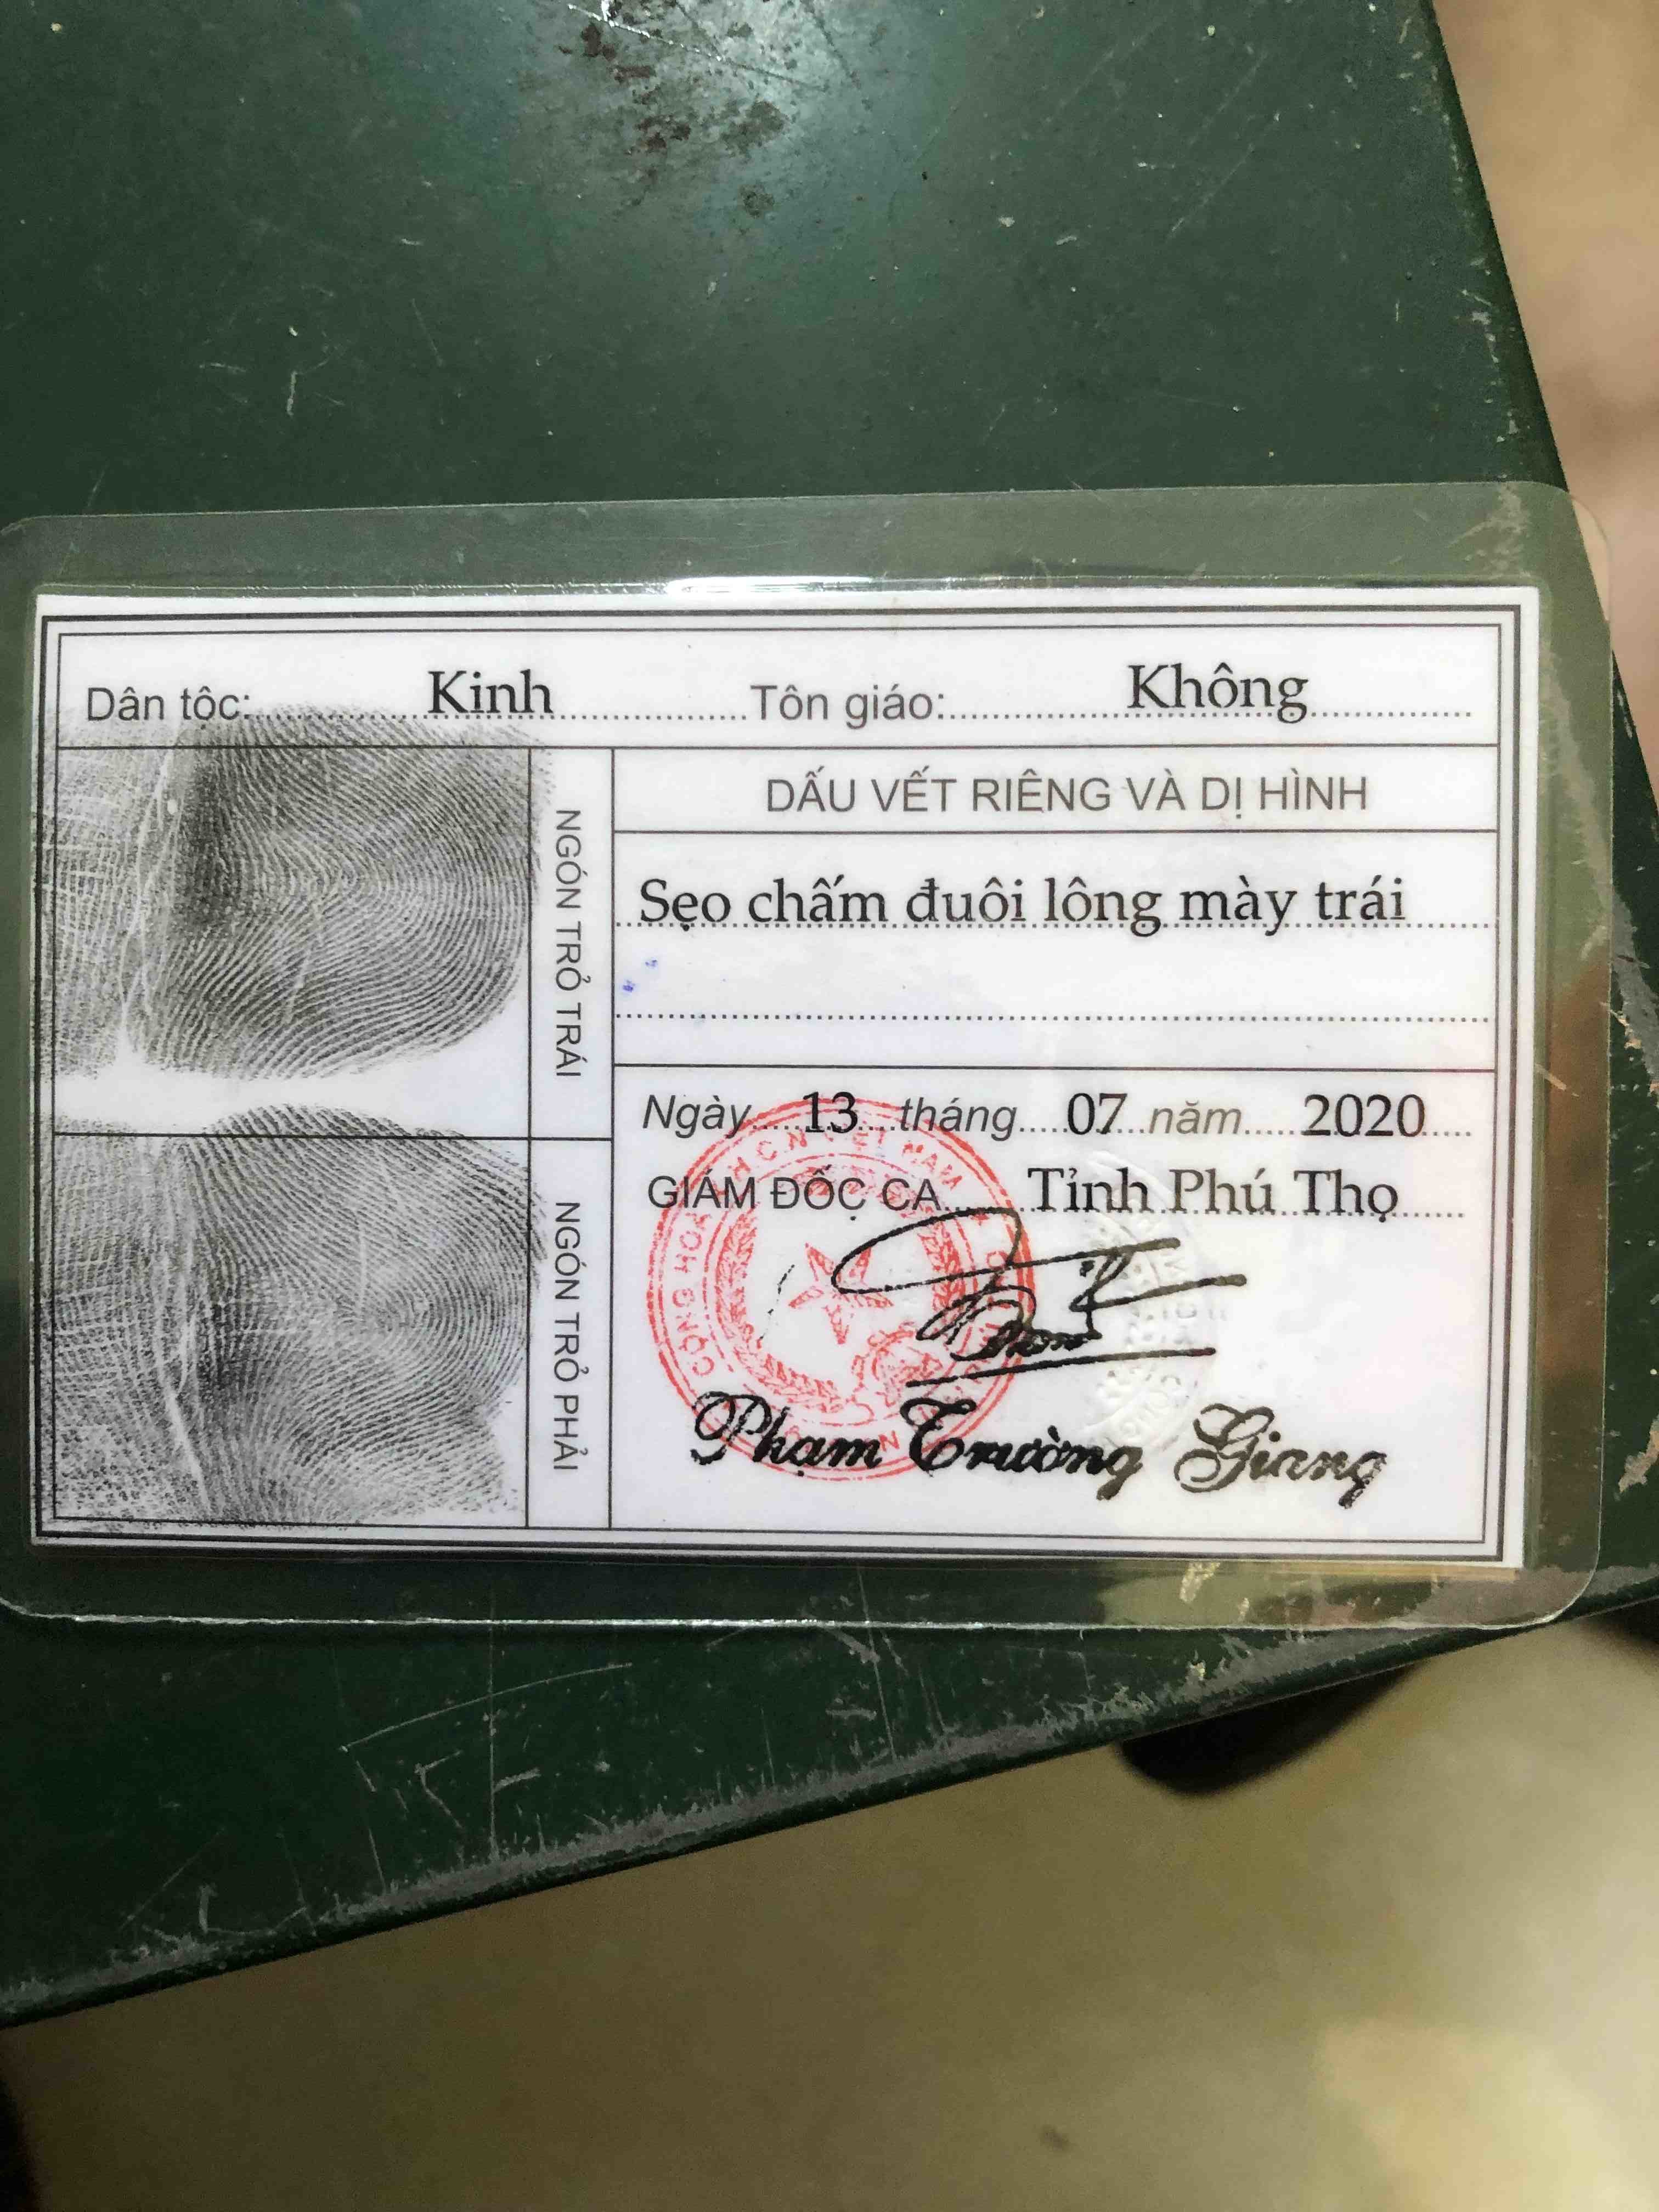 Dân tộc: Kinh Tôn giáo: Không
NGÓN TRỎ TRÁI
DẤU VẾT RIÊNG VÀ DỊ HÌNH
Sẹo chấm đuôi lông mày trái
NGÓN TRỎ PHẢI
Ngày 13 tháng 07 năm 2020
GIÁM ĐỐC CA Tỉnh Phú Thọ
Phạm Trường Giang